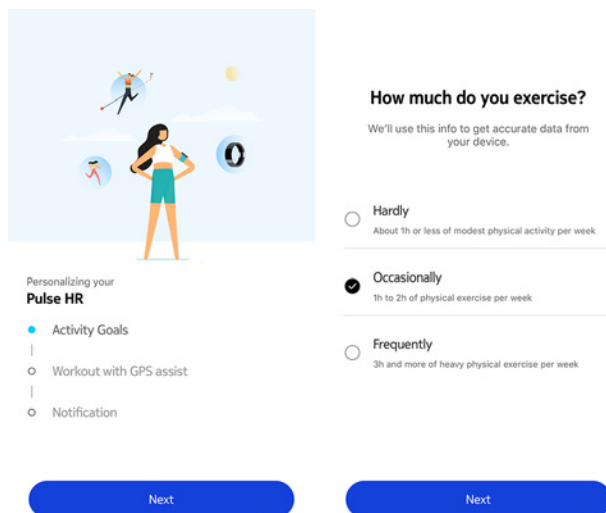 Personalizing your
Pulse HR
Activity Goals
Workout with GPS assist
Notification
Next
How much do you exercise?
We'll use this info to get accurate data from
your device.
Hardly
About 1h or less of modest physical activity per week
Occasionally
1h to 2h of physical exercise per week
Frequently
3h and more of heavy physical exercise per week
Next